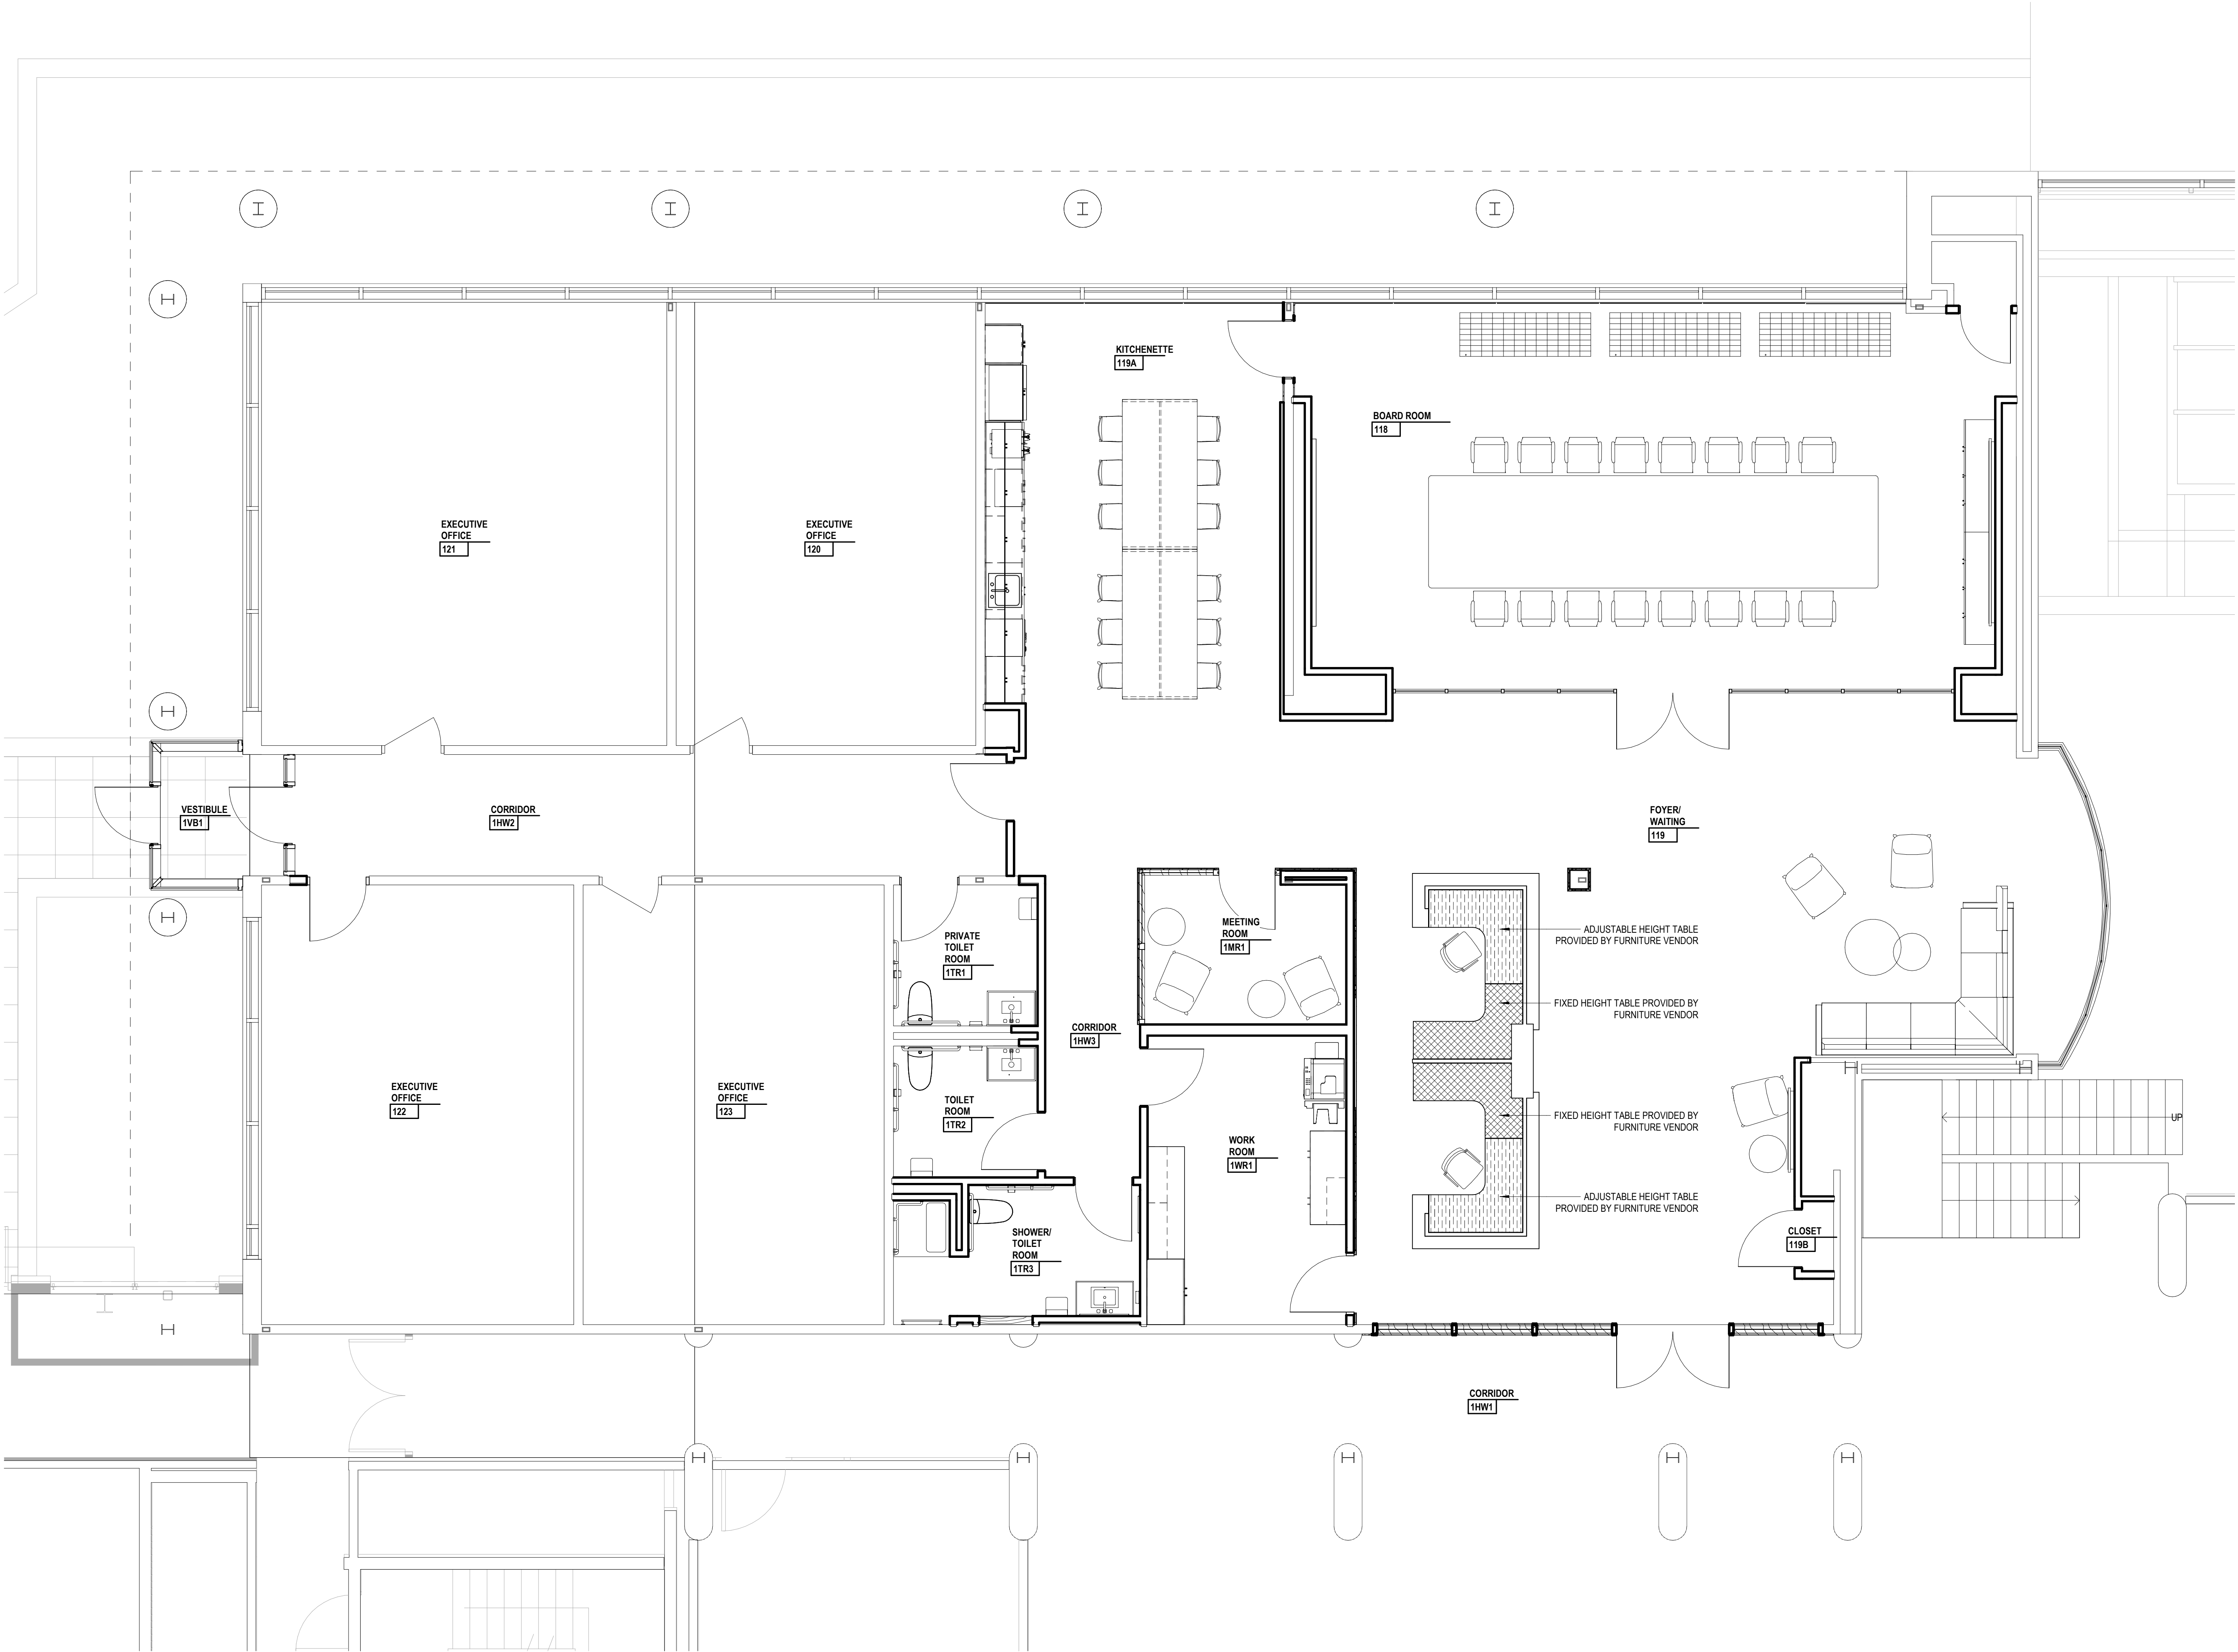 KITCHENETTE
119A
BOARD ROOM
118
EXECUTIVE
OFFICE
121
EXECUTIVE
OFFICE
120
VESTIBULE
1VB1
CORRIDOR
1HW2
FOYER/
WAITING
119
MEETING
ROOM
1MR1
PRIVATE
TOILET
ROOM
1TR1
ADJUSTABLE HEIGHT TABLE
PROVIDED BY FURNITURE VENDOR
FIXED HEIGHT TABLE PROVIDED BY
FURNITURE VENDOR
CORRIDOR
1HW3
EXECUTIVE
OFFICE
122
EXECUTIVE
OFFICE
123
TOILET
ROOM
1TR2
FIXED HEIGHT TABLE PROVIDED BY
FURNITURE VENDOR
UP
WORK
ROOM
1WR1
ADJUSTABLE HEIGHT TABLE
PROVIDED BY FURNITURE VENDOR
SHOWER/
TOILET
ROOM
1TR3
CLOSET
119B
CORRIDOR
1HW1